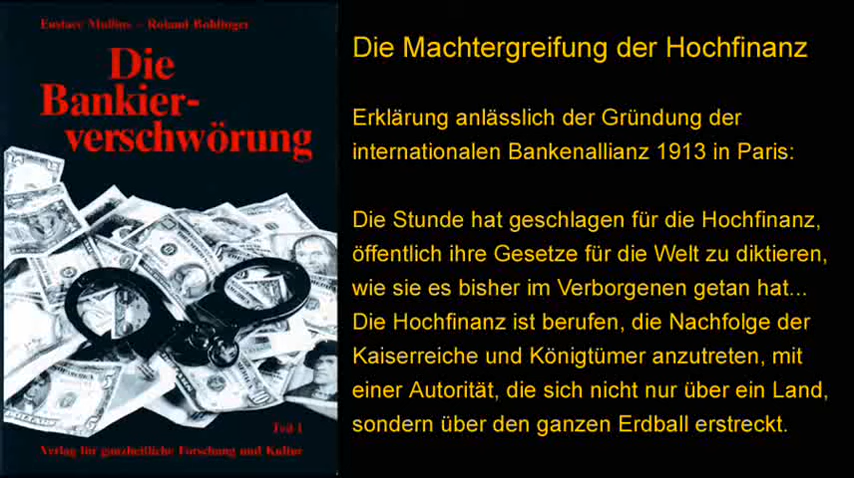 Eustace Mullins – Roland Bohlinger
Die
Bankier-
verschwörung
Teil 1
Verlag für ganzheitliche Forschung und Kultur
Die Machtergreifung der Hochfinanz
Erklärung anlässlich der Gründung der
internationalen Bankenallianz 1913 in Paris:
Die Stunde hat geschlagen für die Hochfinanz,
öffentlich ihre Gesetze für die Welt zu diktieren,
wie sie es bisher im Verborgenen getan hat...
Die Hochfinanz ist berufen, die Nachfolge der
Kaiserreiche und Königtümer anzutreten, mit
einer Autorität, die sich nicht nur über ein Land,
sondern über den ganzen Erdball erstreckt.